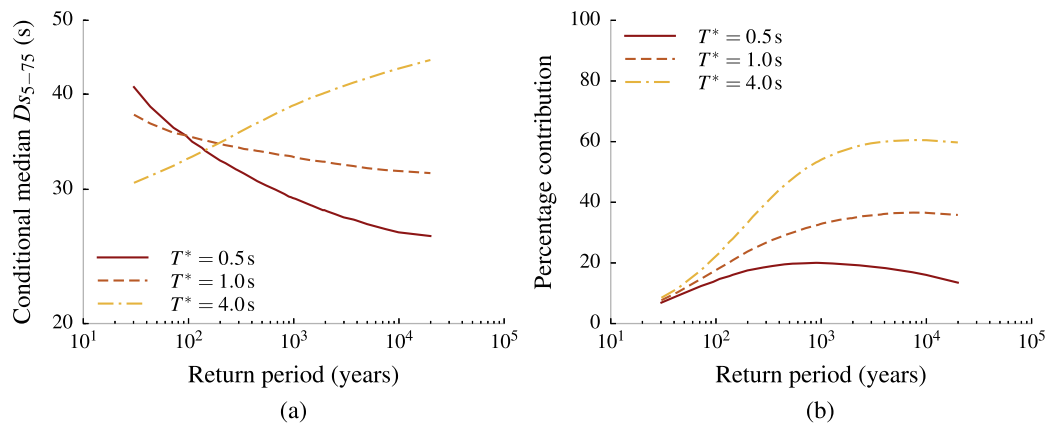 50
40
30
20
Conditional median Ds5−75 (s)
T* = 0.5 s
T* = 1.0 s
T* = 4.0 s
10^1
10^2
10^3
10^4
10^5
Return period (years)
(a)
100
80
60
40
20
0
Percentage contribution
T* = 0.5 s
T* = 1.0 s
T* = 4.0 s
10^1
10^2
10^3
10^4
10^5
Return period (years)
(b)